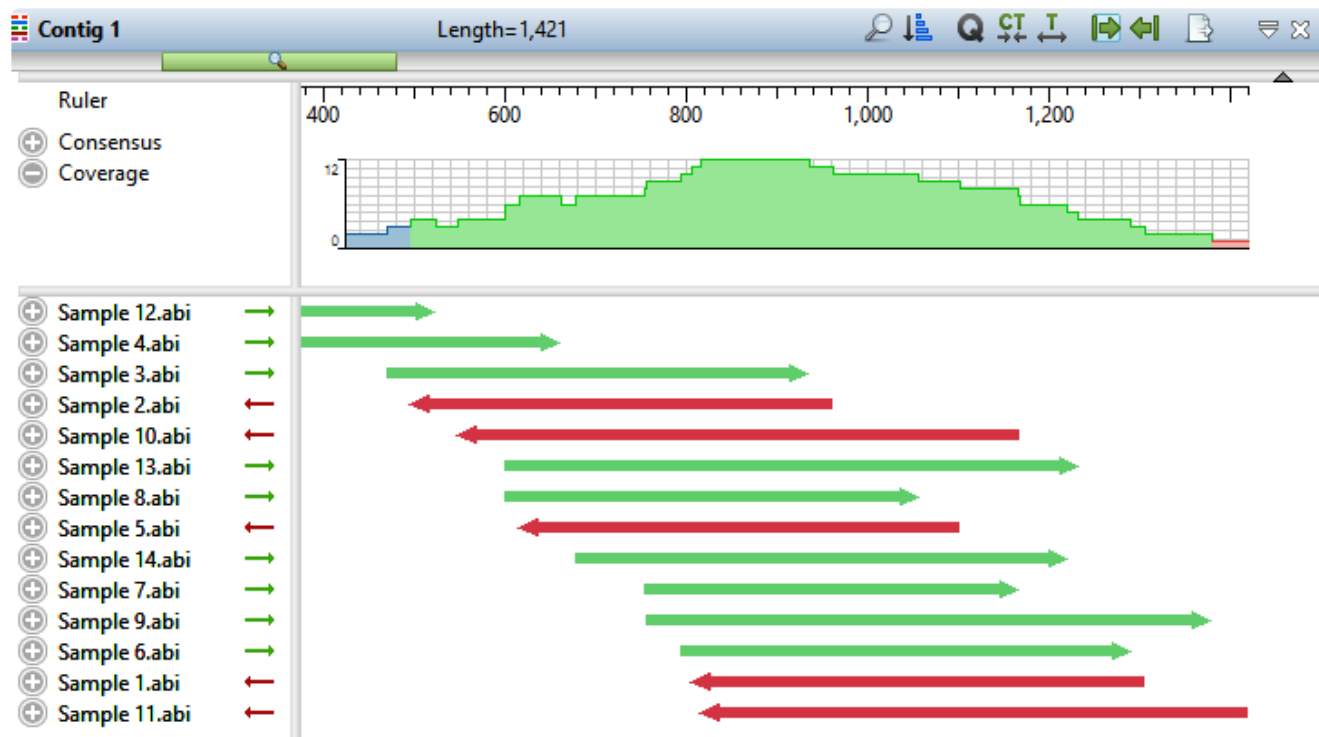 Contig 1 Length=1,421 Q CT T
Ruler
400 600 800 1,000 1,200
Consensus
Coverage
12
0
Sample 12.abi
Sample 4.abi
Sample 3.abi
Sample 2.abi
Sample 10.abi
Sample 13.abi
Sample 8.abi
Sample 5.abi
Sample 14.abi
Sample 7.abi
Sample 9.abi
Sample 6.abi
Sample 1.abi
Sample 11.abi